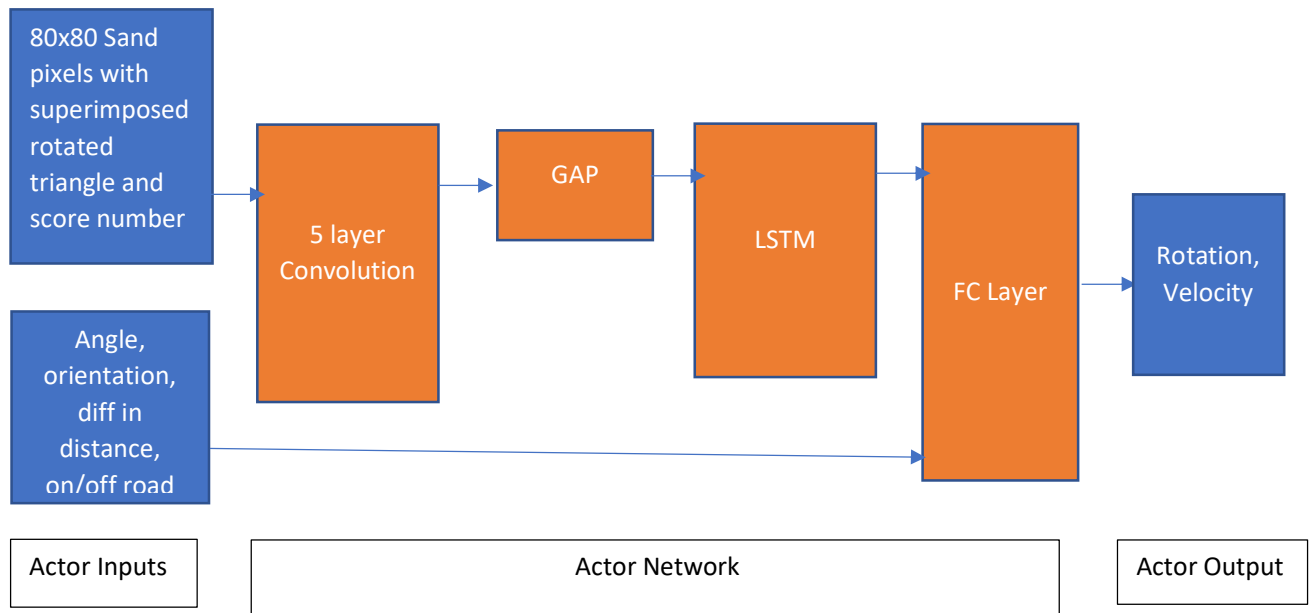 80x80 Sand
pixels with
superimposed
rotated
triangle and
score number
5 layer
Convolution
GAP
LSTM
FC Layer
Rotation,
Velocity
Angle,
orientation,
diff in
distance,
on/off road
Actor Inputs
Actor Network
Actor Output